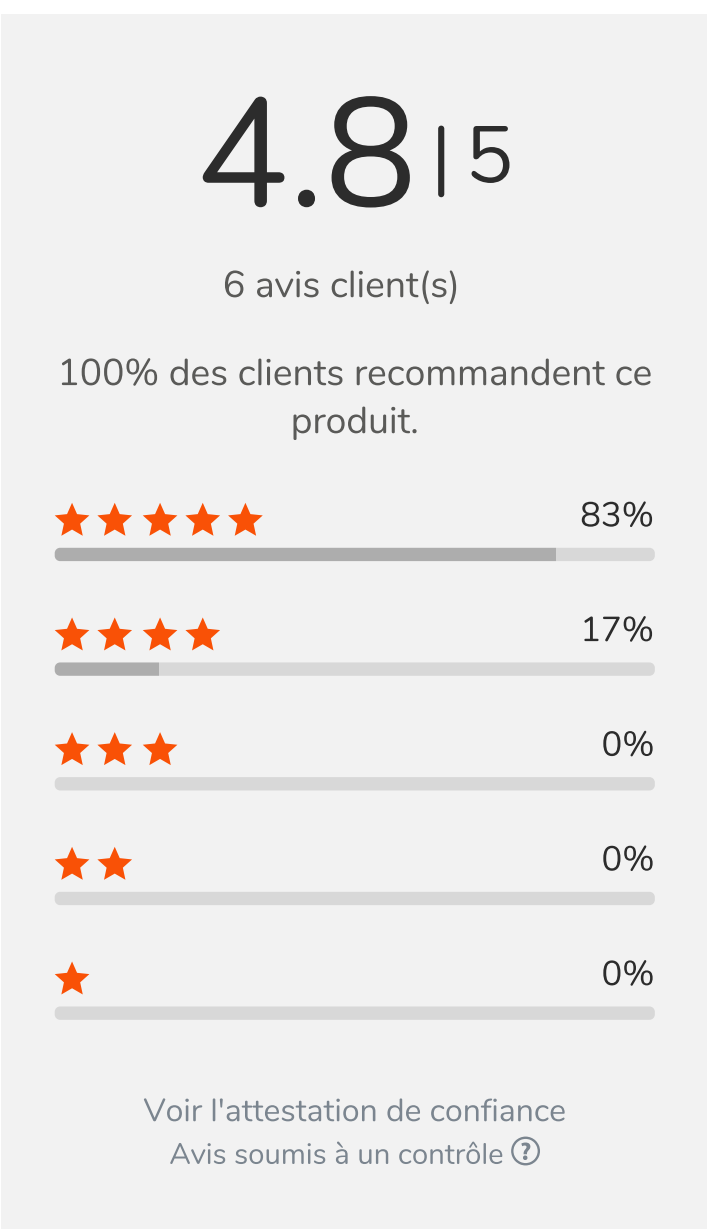 4.8|5
6 avis client(s)
100% des clients recommandent ce
produit.
83%
17%
0%
0%
0%
Voir l'attestation de confiance
Avis soumis à un contrôle ?